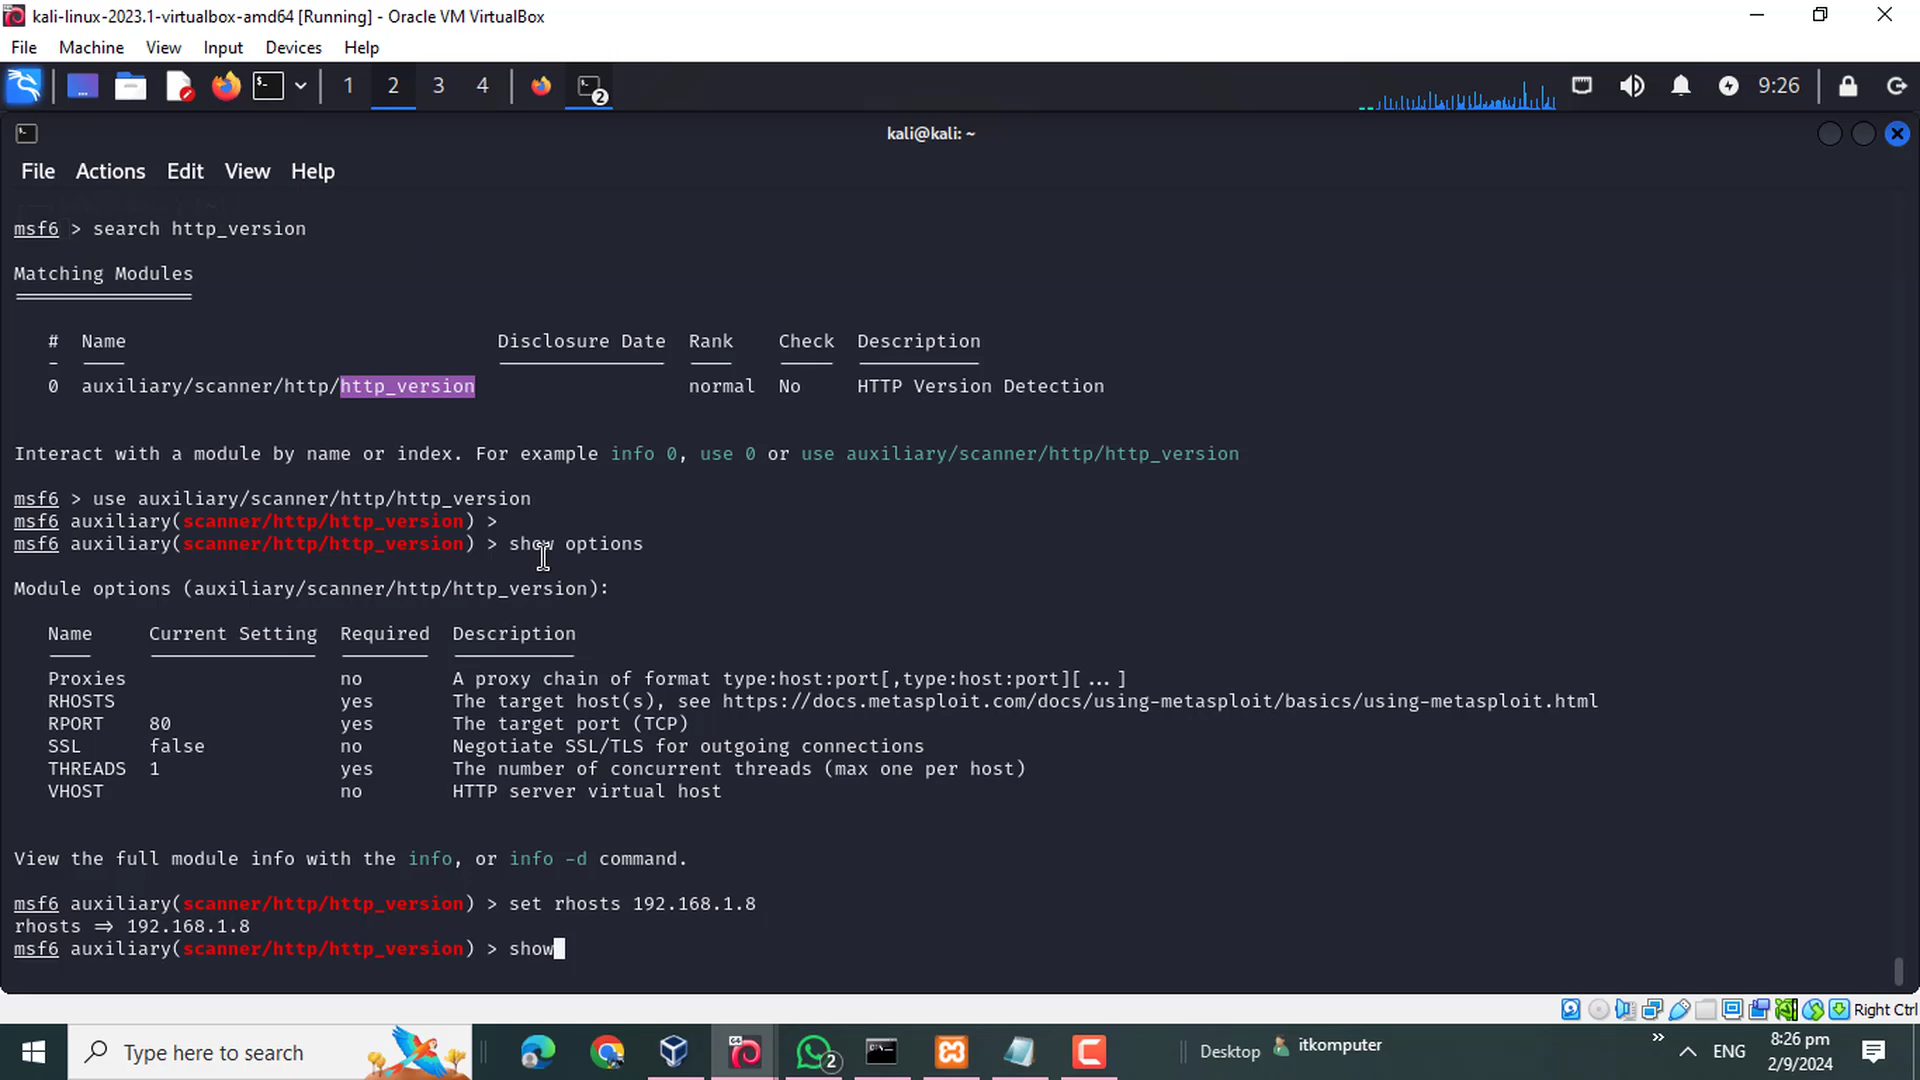 kali-linux-2023.1-virtualbox-amd64 [Running] - Oracle VM VirtualBox
File Machine View Input Devices Help
1 2 3 4 2 9:26
kali@kali: ~
File Actions Edit View Help
msf6 > search http_version
Matching Modules
================
# Name Disclosure Date Rank Check Description
- ---- --------------- ---- ----- -----------
0 auxiliary/scanner/http/http_version normal No HTTP Version Detection
Interact with a module by name or index. For example info 0, use 0 or use auxiliary/scanner/http/http_version
msf6 > use auxiliary/scanner/http/http_version
msf6 auxiliary(scanner/http/http_version) >
msf6 auxiliary(scanner/http/http_version) > show options
Module options (auxiliary/scanner/http/http_version):
Name Current Setting Required Description
---- --------------- -------- -----------
Proxies no A proxy chain of format type:host:port[,type:host:port][...]
RHOSTS yes The target host(s), see https://docs.metasploit.com/docs/using-metasploit/basics/using-metasploit.html
RPORT 80 yes The target port (TCP)
SSL false no Negotiate SSL/TLS for outgoing connections
THREADS 1 yes The number of concurrent threads (max one per host)
VHOST no HTTP server virtual host
View the full module info with the info, or info -d command.
msf6 auxiliary(scanner/http/http_version) > set rhosts 192.168.1.8
rhosts => 192.168.1.8
msf6 auxiliary(scanner/http/http_version) > show
Right Ctrl
Type here to search 2 Desktop itkomputer ENG 8:26 pm
2/9/2024